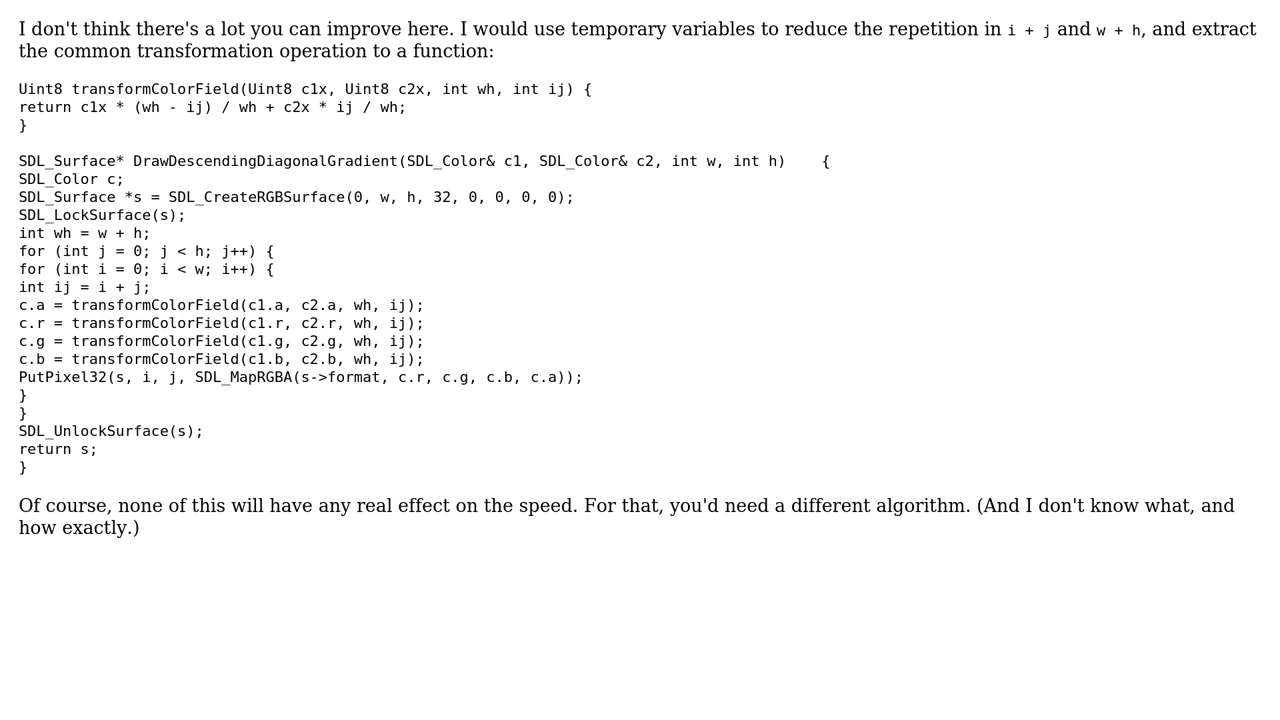 I don't think there's a lot you can improve here. I would use temporary variables to reduce the repetition in i + j and w + h, and extract
the common transformation operation to a function:
Uint8 transformColorField(Uint8 c1x, Uint8 c2x, int wh, int ij) {
return c1x * (wh - ij) / wh + c2x * ij / wh;
}
SDL_Surface* DrawDescendingDiagonalGradient(SDL_Color& c1, SDL_Color& c2, int w, int h)    {
SDL_Color c;
SDL_Surface *s = SDL_CreateRGBSurface(0, w, h, 32, 0, 0, 0, 0);
SDL_LockSurface(s);
int wh = w + h;
for (int j = 0; j < h; j++) {
for (int i = 0; i < w; i++) {
int ij = i + j;
c.a = transformColorField(c1.a, c2.a, wh, ij);
c.r = transformColorField(c1.r, c2.r, wh, ij);
c.g = transformColorField(c1.g, c2.g, wh, ij);
c.b = transformColorField(c1.b, c2.b, wh, ij);
PutPixel32(s, i, j, SDL_MapRGBA(s->format, c.r, c.g, c.b, c.a));
}
}
SDL_UnlockSurface(s);
return s;
}
Of course, none of this will have any real effect on the speed. For that, you'd need a different algorithm. (And I don't know what, and
how exactly.)